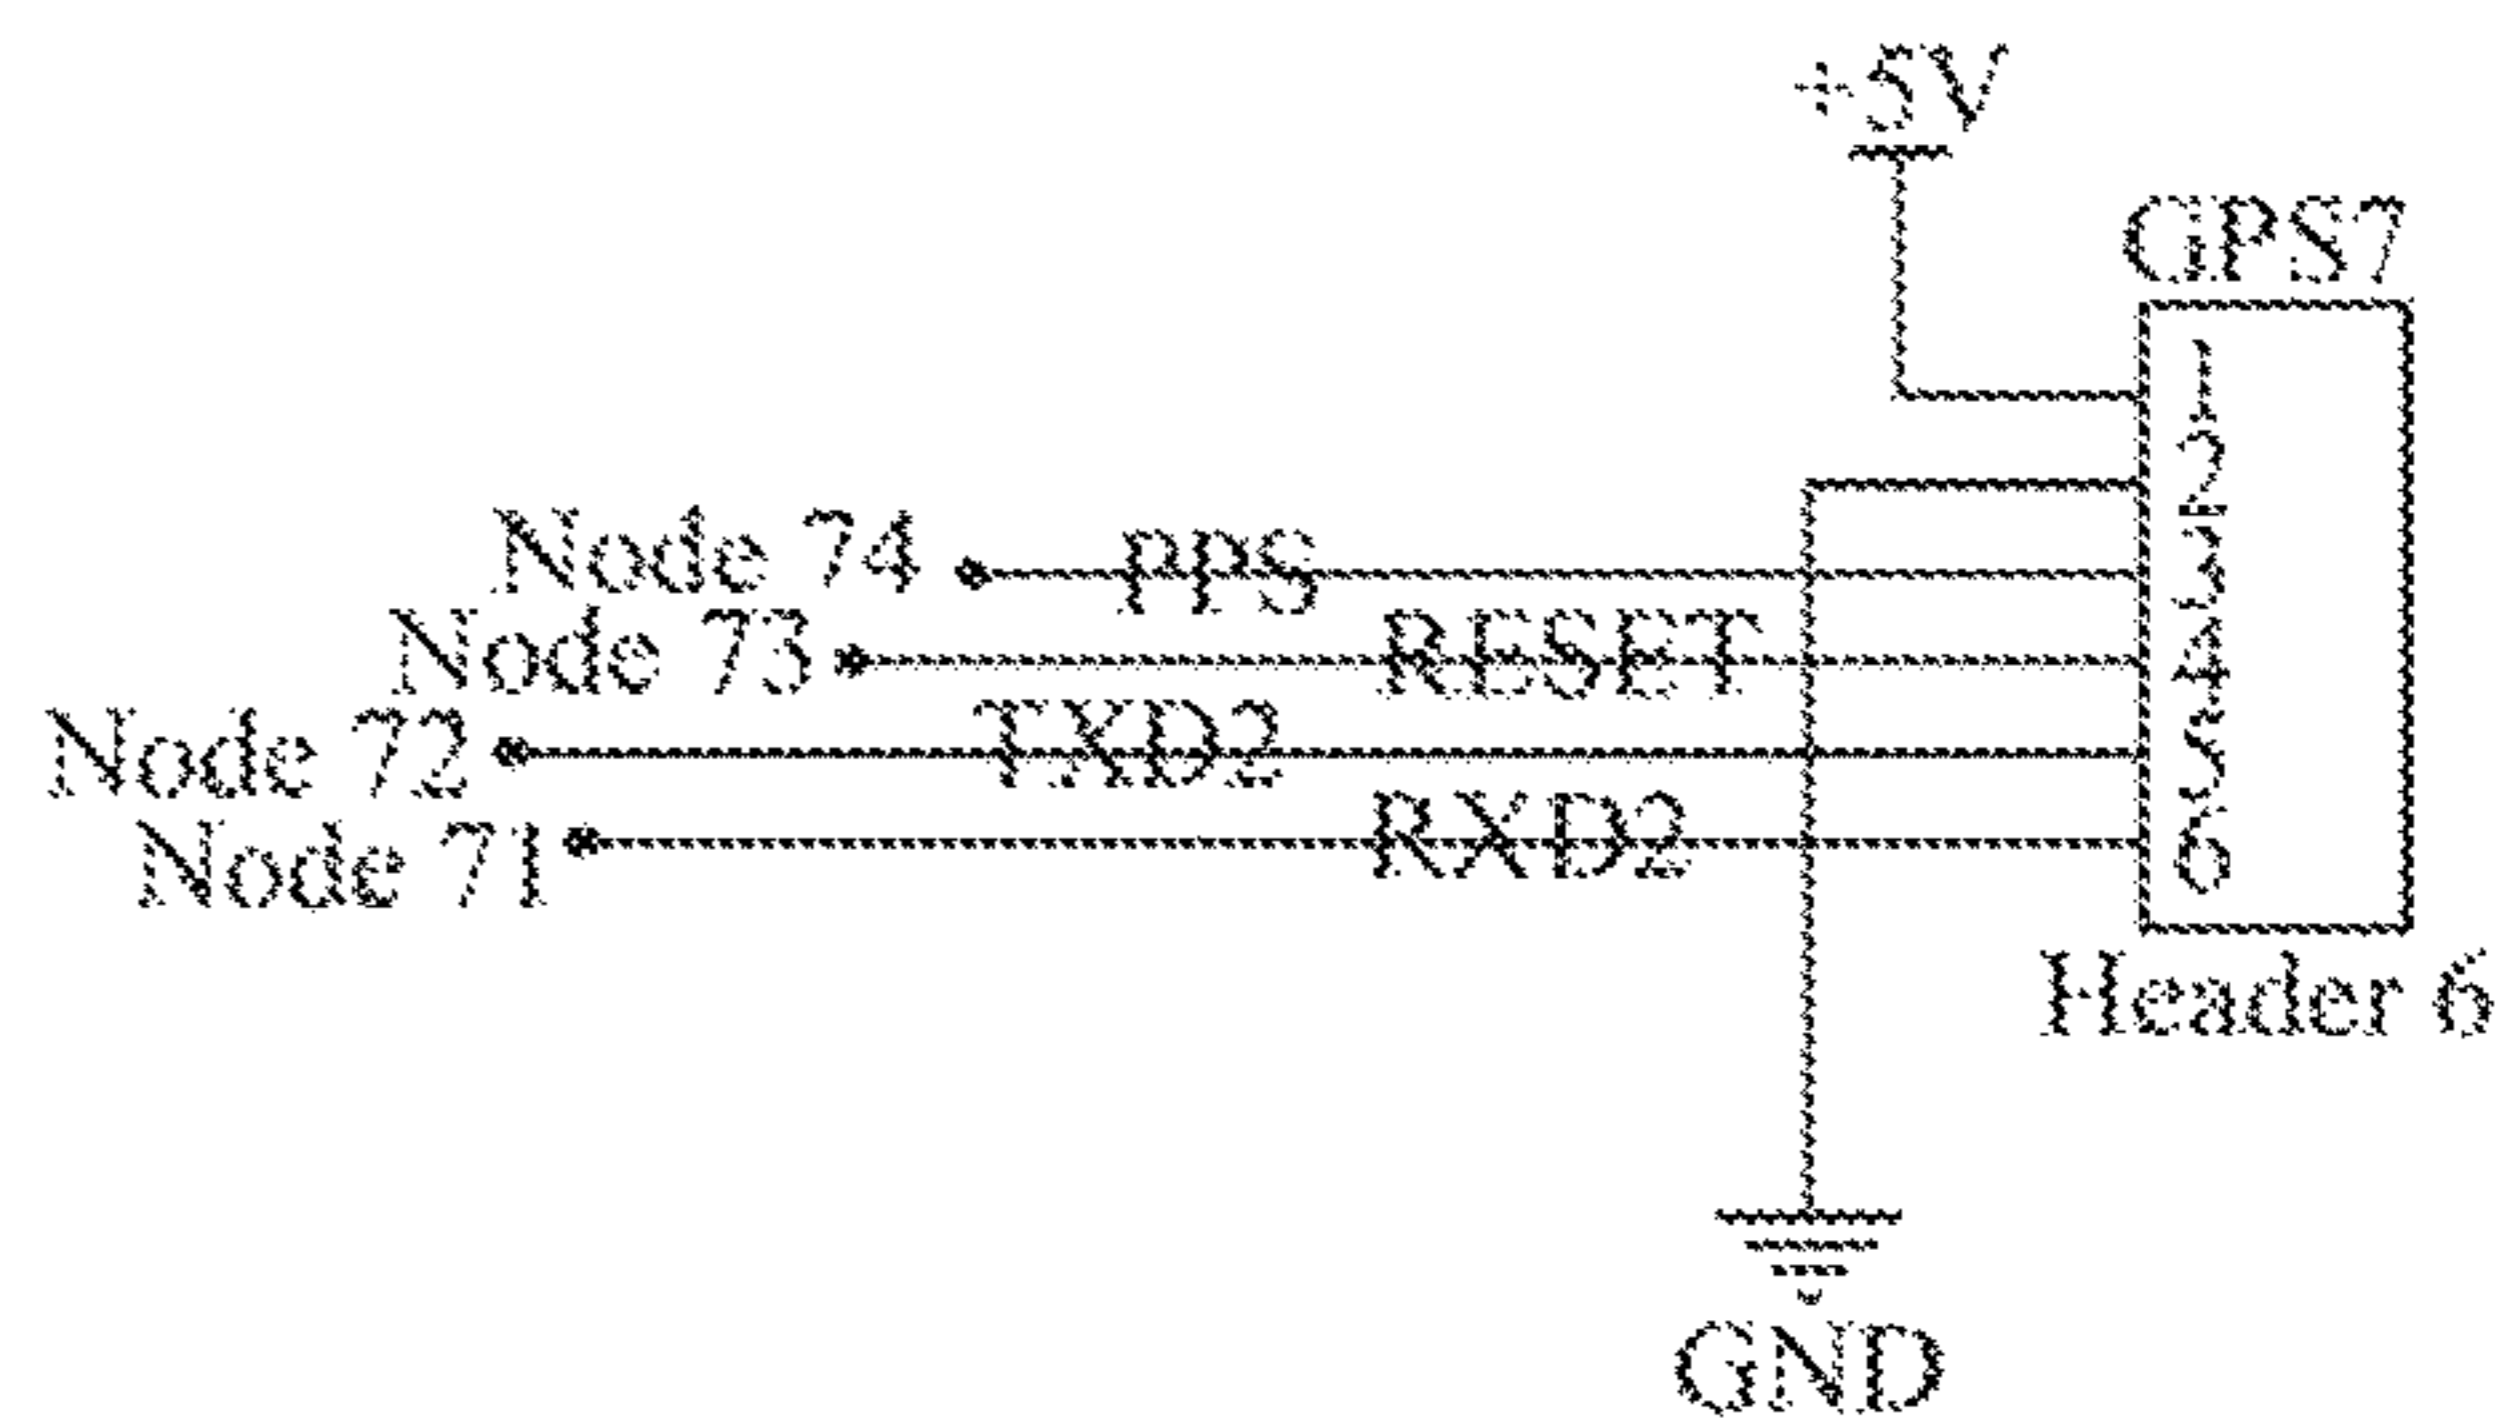 +5V
GPS7
1
2
Node 74 PPS
3
Node 73 RESET
4
Node 72 TXD2
5
Node 71 RXD2
6
Header 6
GND